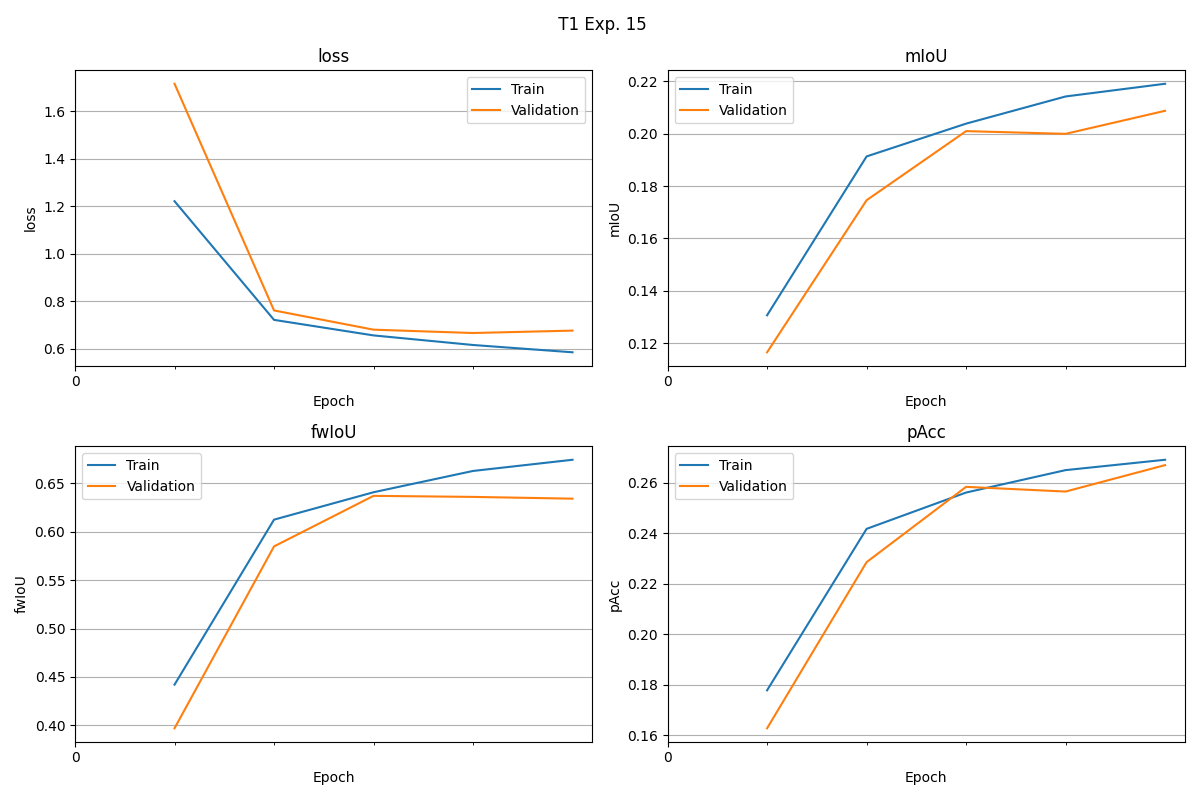 T1 Exp. 15
loss
Train
Validation
1.6
1.4
1.2
1.0
0.8
0.6
loss
0
Epoch
mIoU
Train
Validation
0.22
0.20
0.18
0.16
0.14
0.12
mIoU
0
Epoch
fwIoU
Train
Validation
0.65
0.60
0.55
0.50
0.45
0.40
fwIoU
0
Epoch
pAcc
Train
Validation
0.26
0.24
0.22
0.20
0.18
0.16
pAcc
0
Epoch